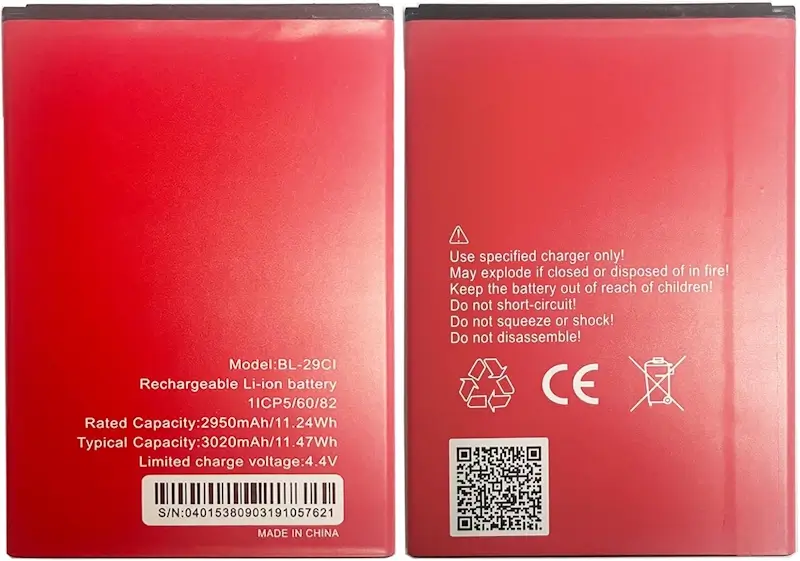 Model:BL-29CI
Rechargeable Li-ion battery
1ICP5/60/82
Rated Capacity:2950mAh/11.24Wh
Typical Capacity:3020mAh/11.47Wh
Limited charge voltage:4.4V
S/N:04015380903191057621
MADE IN CHINA
Use specified charger only!
May explode if closed or disposed of in fire!
Keep the battery out of reach of children!
Do not short-circuit!
Do not squeeze or shock!
Do not disassemble!
CE